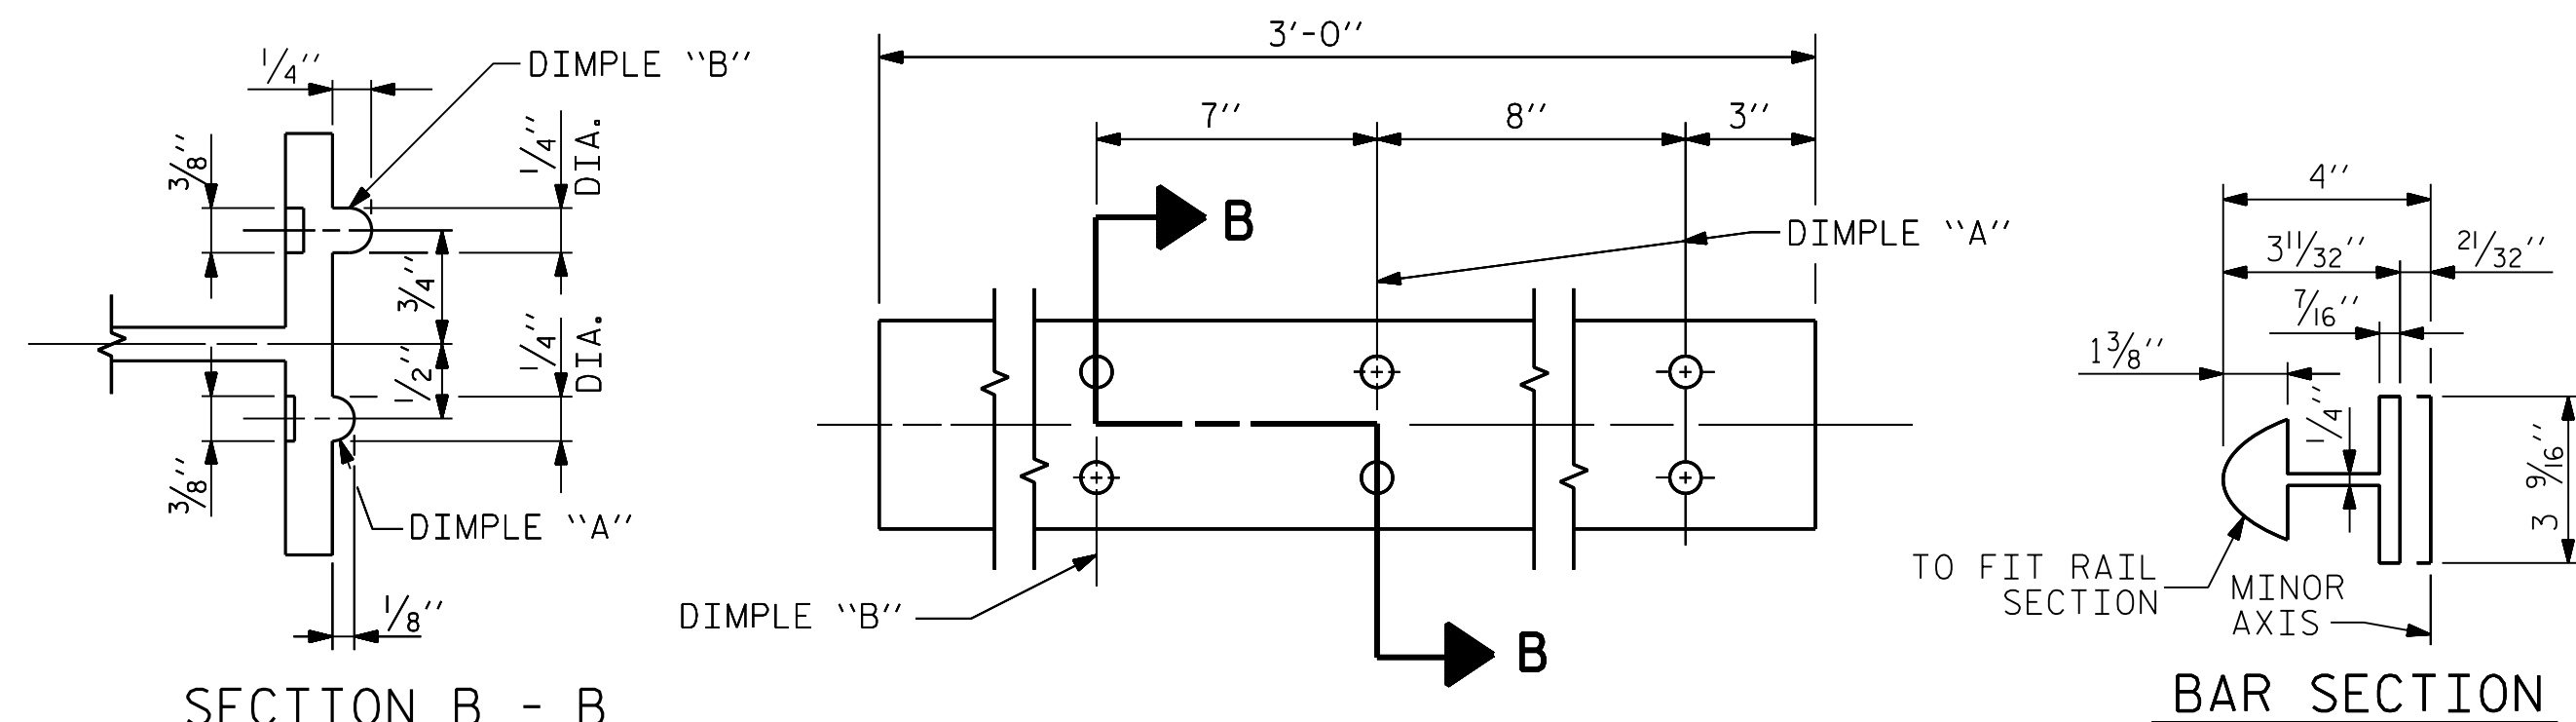 1/4"
DIMPLE "B"
3/8"
1/4" DIA.
3/4"
1/2"
1/4" DIA.
3/8"
DIMPLE "A"
1/8"
SECTION B - B
3'-0"
7"
8"
3"
B
DIMPLE "A"
DIMPLE "B"
B
4"
3 11/32"
21/32"
7/16"
1 3/8"
1/4"
3 9/16"
TO FIT RAIL
SECTION
MINOR
AXIS
BAR SECTION